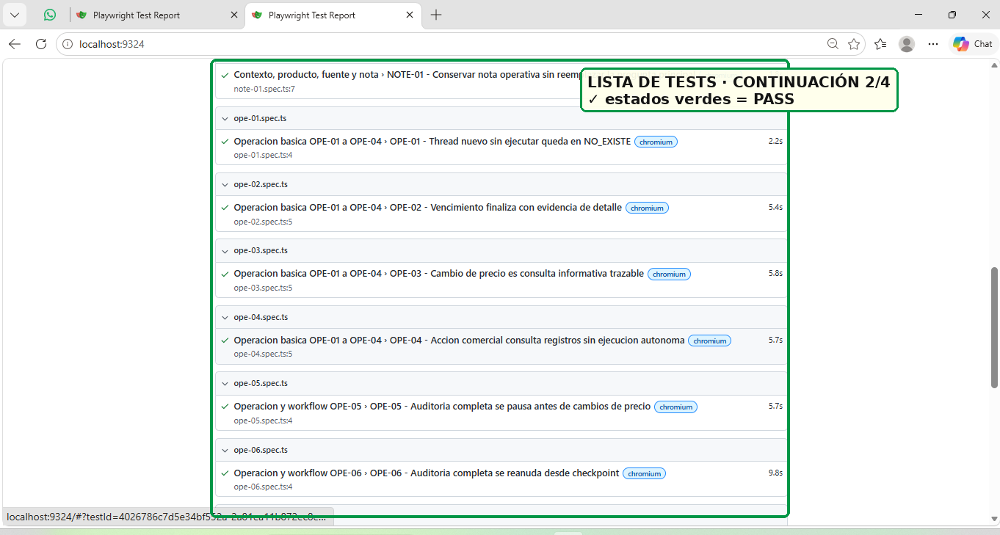 Playwright Test Report
Playwright Test Report
localhost:9324
Chat
LISTA DE TESTS · CONTINUACIÓN 2/4
✓ estados verdes = PASS
Contexto, producto, fuente y nota › NOTE-01 - Conservar nota operativa sin
note-01.spec.ts:7
ope-01.spec.ts
Operacion basica OPE-01 a OPE-04 › OPE-01 - Thread nuevo sin ejecutar queda en NO_EXISTE chromium 2.2s
ope-01.spec.ts:4
ope-02.spec.ts
Operacion basica OPE-01 a OPE-04 › OPE-02 - Vencimiento finaliza con evidencia de detalle chromium 5.4s
ope-02.spec.ts:5
ope-03.spec.ts
Operacion basica OPE-01 a OPE-04 › OPE-03 - Cambio de precio es consulta informativa trazable chromium 5.8s
ope-03.spec.ts:5
ope-04.spec.ts
Operacion basica OPE-01 a OPE-04 › OPE-04 - Accion comercial consulta registros sin ejecucion autonoma chromium 5.7s
ope-04.spec.ts:5
ope-05.spec.ts
Operacion y workflow OPE-05 › OPE-05 - Auditoria completa se pausa antes de cambios de precio chromium 5.7s
ope-05.spec.ts:4
ope-06.spec.ts
Operacion y workflow OPE-06 › OPE-06 - Auditoria completa se reanuda desde checkpoint chromium 9.8s
ope-06.spec.ts:4